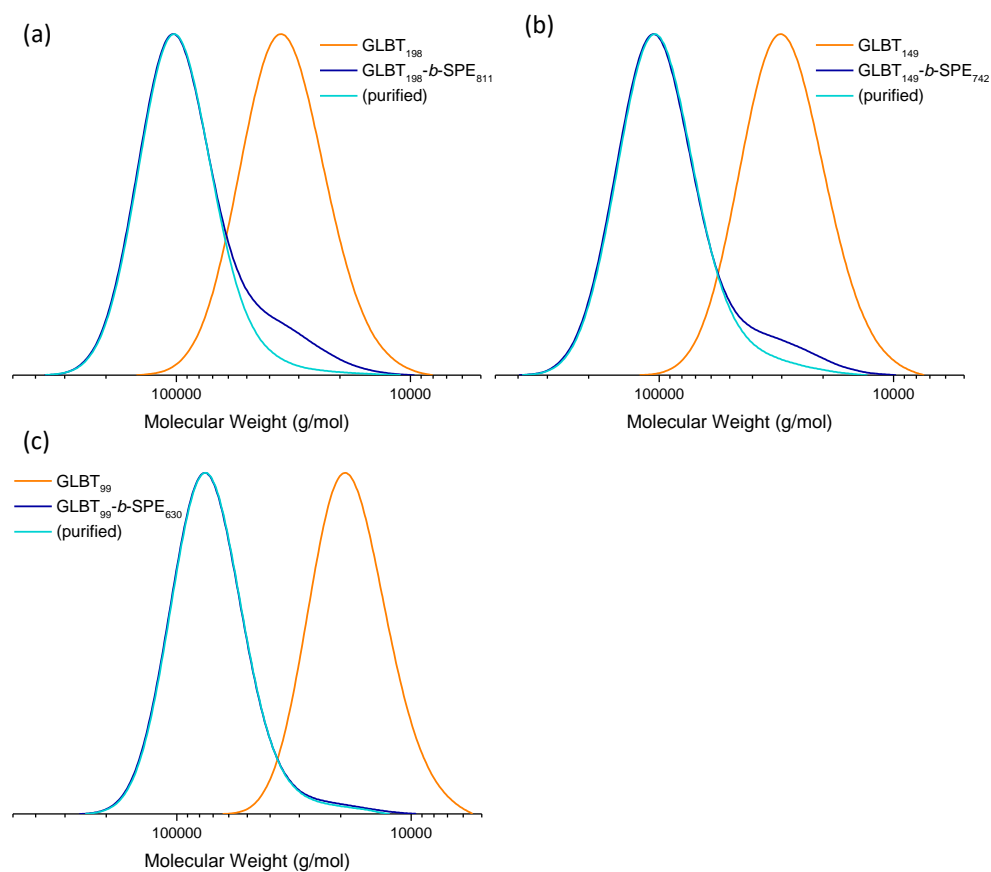 (a)
GLBT198
GLBT198-b-SPE811
(purified)
100000 10000
Molecular Weight (g/mol)
(b)
GLBT149
GLBT149-b-SPE742
(purified)
100000 10000
Molecular Weight (g/mol)
(c)
GLBT99
GLBT99-b-SPE630
(purified)
100000 10000
Molecular Weight (g/mol)